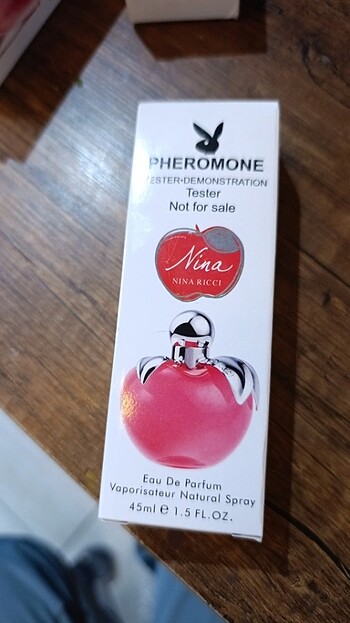 PHEROMONE
TESTER-DEMONSTRATION
Tester
Not for sale
Nina
NINA RICCI
Eau De Parfum
Vaporisateur Natural Spray
45ml e 1.5 FL.OZ.